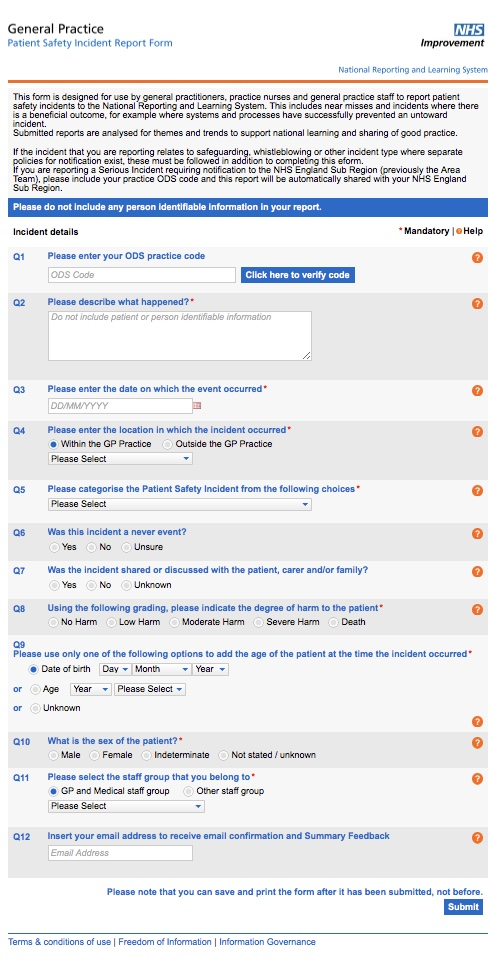 General Practice
Patient Safety Incident Report Form
NHS
Improvement
National Reporting and Learning System
This form is designed for use by general practitioners, practice nurses and general practice staff to report patient
safety incidents to the National Reporting and Learning System. This includes near misses and incidents where there
is a beneficial outcome, for example where systems and processes have successfully prevented an untoward
incident.
Submitted reports are analysed for themes and trends to support national learning and sharing of good practice.
If the incident that you are reporting relates to safeguarding, whistleblowing or other incident type where separate
policies for notification exist, these must be followed in addition to completing this eform.
If you are reporting a Serious Incident requiring notification to the NHS England Sub Region (previously the Area
Team), please include your practice ODS code and this report will be automatically shared with your NHS England
Sub Region.
Please do not include any person identifiable information in your report.
Incident details * Mandatory | ? Help
Q1 Please enter your ODS practice code ?
ODS Code Click here to verify code
Q2 Please describe what happened? * ?
Do not include patient or person identifiable information
Q3 Please enter the date on which the event occurred * ?
DD/MM/YYYY
Q4 Please enter the location in which the incident occurred * ?
Within the GP Practice Outside the GP Practice
Please Select
Q5 Please categorise the Patient Safety Incident from the following choices * ?
Please Select
Q6 Was this incident a never event? ?
Yes No Unsure
Q7 Was the incident shared or discussed with the patient, carer and/or family? ?
Yes No Unknown
Q8 Using the following grading, please indicate the degree of harm to the patient * ?
No Harm Low Harm Moderate Harm Severe Harm Death
Q9
Please use only one of the following options to add the age of the patient at the time the incident occurred *
Date of birth Day Month Year
or Age Year Please Select
or Unknown
?
Q10 What is the sex of the patient? * ?
Male Female Indeterminate Not stated / unknown
Q11 Please select the staff group that you belong to * ?
GP and Medical staff group Other staff group
Please Select
Q12 Insert your email address to receive email confirmation and Summary Feedback ?
Email Address
Please note that you can save and print the form after it has been submitted, not before.
Submit
Terms & conditions of use | Freedom of Information | Information Governance